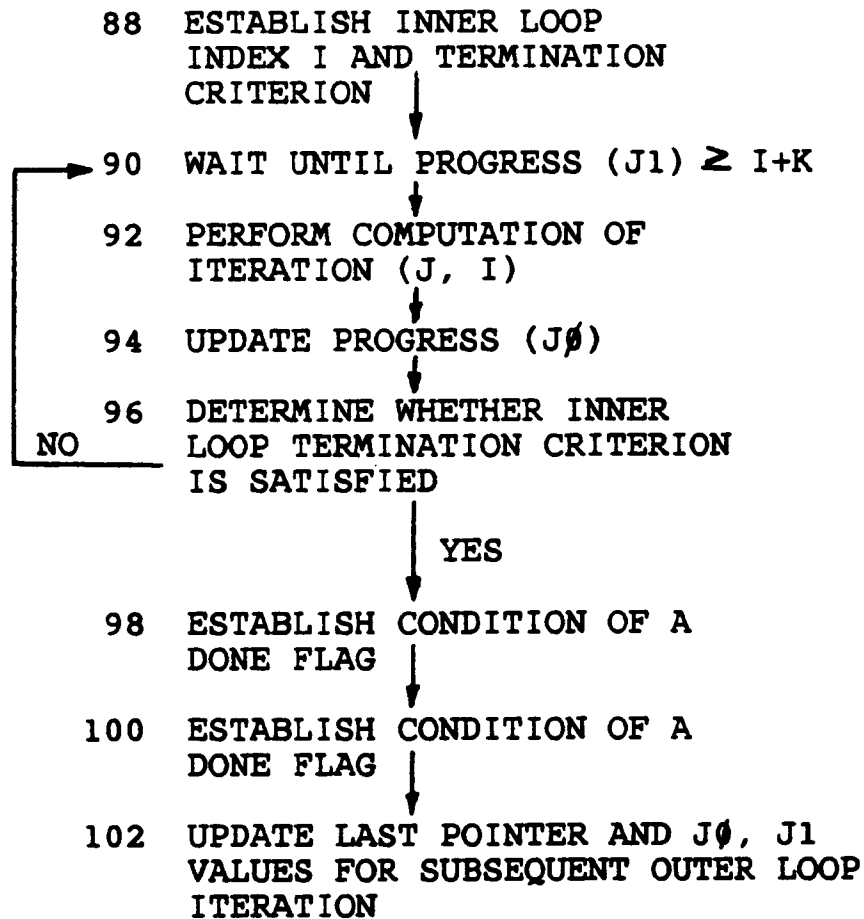 88 ESTABLISH INNER LOOP
INDEX I AND TERMINATION
CRITERION
90 WAIT UNTIL PROGRESS (J1) ≥ I+K
92 PERFORM COMPUTATION OF
ITERATION (J, I)
94 UPDATE PROGRESS (JØ)
96 DETERMINE WHETHER INNER
NO LOOP TERMINATION CRITERION
IS SATISFIED
YES
98 ESTABLISH CONDITION OF A
DONE FLAG
100 ESTABLISH CONDITION OF A
DONE FLAG
102 UPDATE LAST POINTER AND JØ, J1
VALUES FOR SUBSEQUENT OUTER LOOP
ITERATION